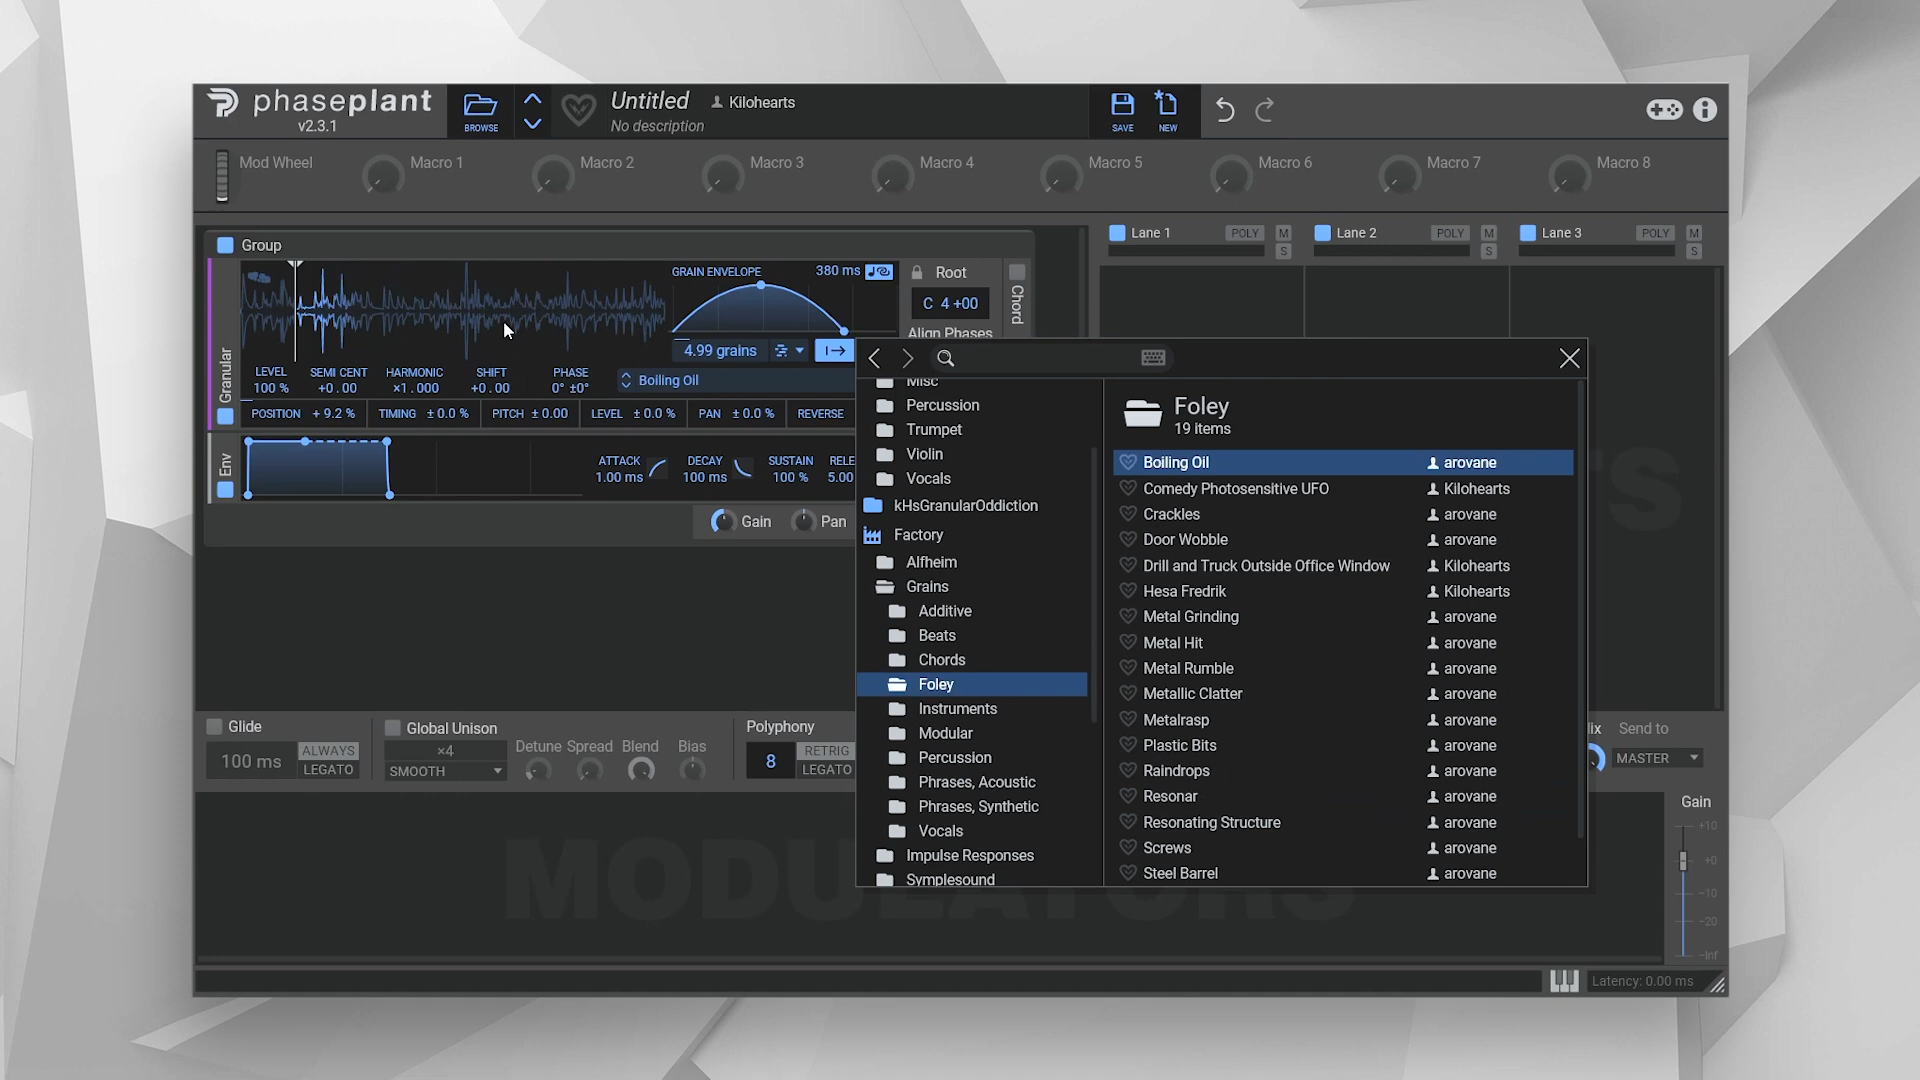 phaseplant
v2.3.1
BROWSE
Untitled
Kilohearts
No description
SAVE
NEW
Mod Wheel
Macro 1
Macro 2
Macro 3
Macro 4
Macro 5
Macro 6
Macro 7
Macro 8
Group
Lane 1 POLY M S
Lane 2 POLY M S
Lane 3 POLY M S
Granular
GRAIN ENVELOPE 380 ms
Root
C 4 +00
Align Phases
Chord
4.99 grains
LEVEL 100 %
SEMI CENT +0.00
HARMONIC ×1.000
SHIFT +0.00
PHASE 0° ±0°
Boiling Oil
POSITION + 9.2 %
TIMING ± 0.0 %
PITCH ± 0.00
LEVEL ± 0.0 %
PAN ± 0.0 %
REVERSE
Env
ATTACK 1.00 ms
DECAY 100 ms
SUSTAIN 100 %
RELE 5.00
Gain
Pan
Misc
Percussion
Trumpet
Violin
Vocals
kHsGranularOddiction
Factory
Alfheim
Grains
Additive
Beats
Chords
Foley
Instruments
Modular
Percussion
Phrases, Acoustic
Phrases, Synthetic
Vocals
Impulse Responses
Symplesound
Foley
19 items
Boiling Oil arovane
Comedy Photosensitive UFO Kilohearts
Crackles arovane
Door Wobble arovane
Drill and Truck Outside Office Window Kilohearts
Hesa Fredrik Kilohearts
Metal Grinding arovane
Metal Hit arovane
Metal Rumble arovane
Metallic Clatter arovane
Metalrasp arovane
Plastic Bits arovane
Raindrops arovane
Resonar arovane
Resonating Structure arovane
Screws arovane
Steel Barrel arovane
Glide
100 ms
ALWAYS
LEGATO
Global Unison
×4
SMOOTH
Detune
Spread
Blend
Bias
Polyphony
8
RETRIG
LEGATO
Send to
MASTER
MODULATORS
Gain
+10
+0
-10
-20
-Inf
Latency: 0.00 ms